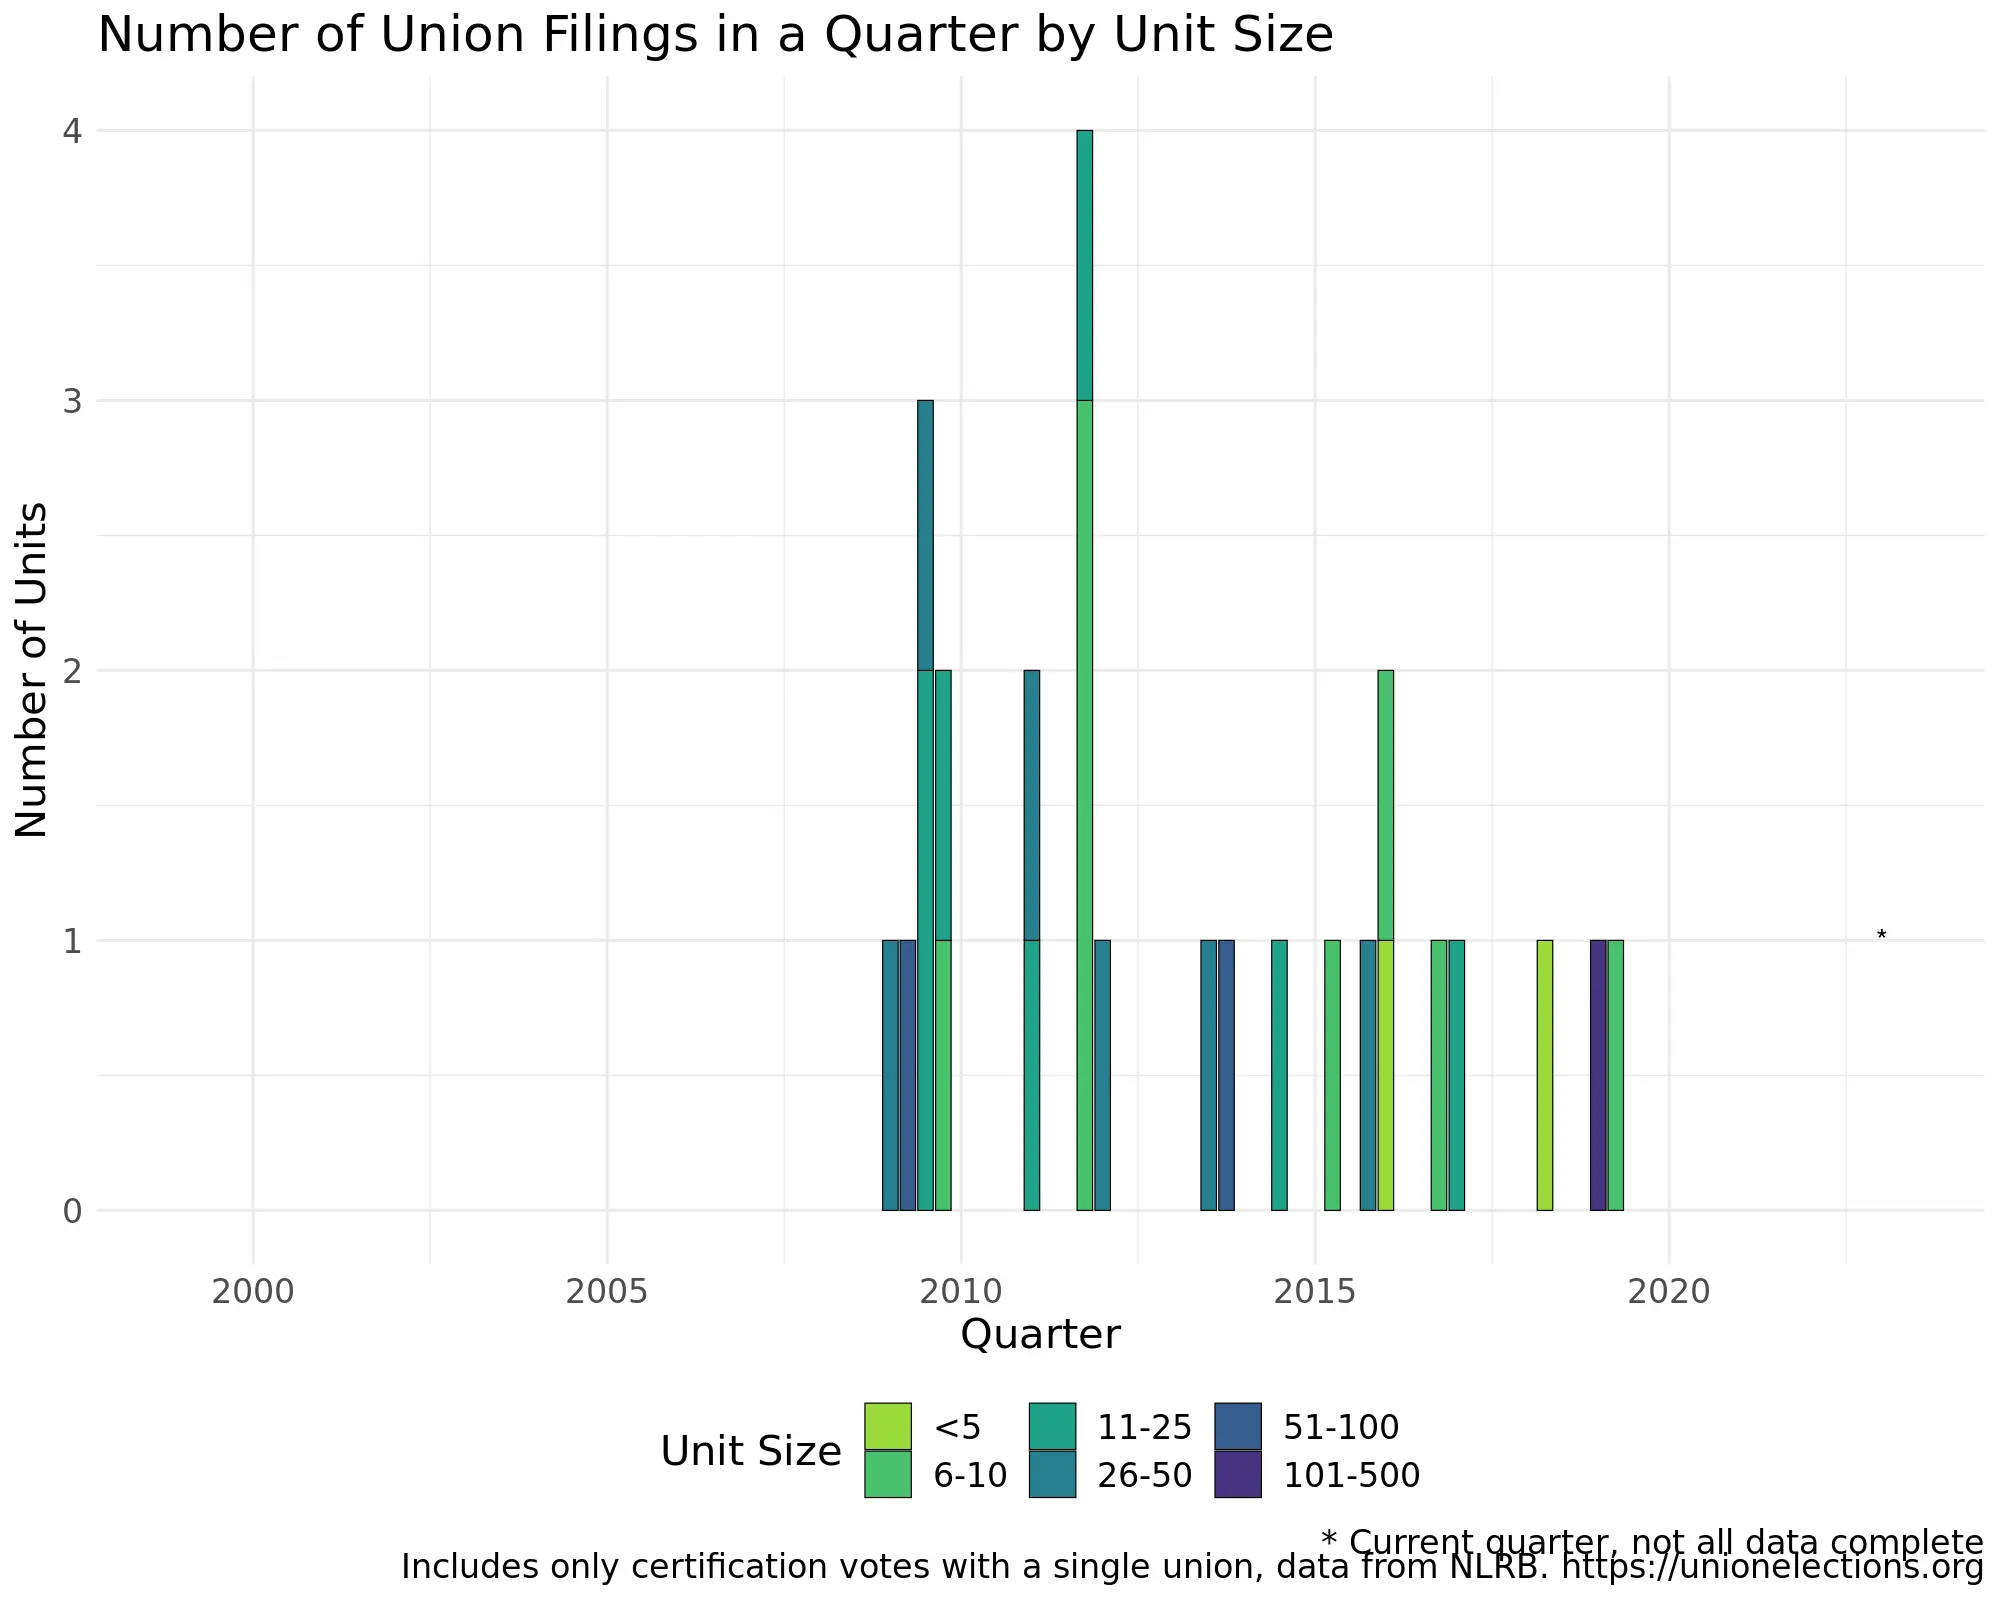 Number of Union Filings in a Quarter by Unit Size
Number of Units
4
3
2
1
0
*
2000 2005 2010 2015 2020
Quarter
Unit Size
<5 11-25 51-100
6-10 26-50 101-500
* Current quarter, not all data complete
Includes only certification votes with a single union, data from NLRB. https://unionelections.org